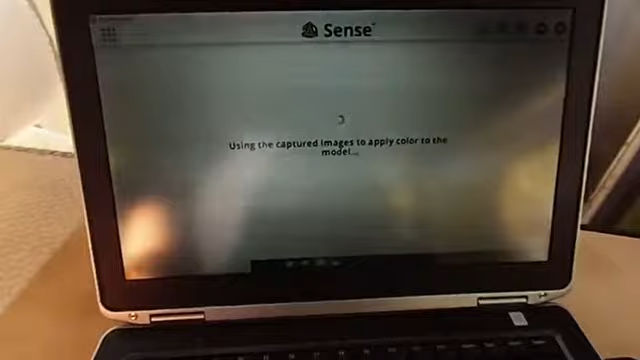 Sense
Using the captured images to apply color to the
model...